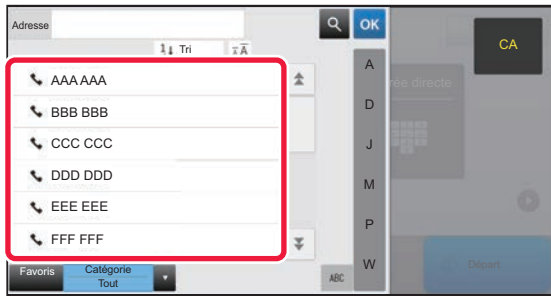 Adresse
OK
CA
Tri
A
AAA AAA
BBB BBB
CCC CCC
DDD DDD
EEE EEE
FFF FFF
A
D
J
M
P
W
Favoris
Catégorie
Tout
ABC
Départ